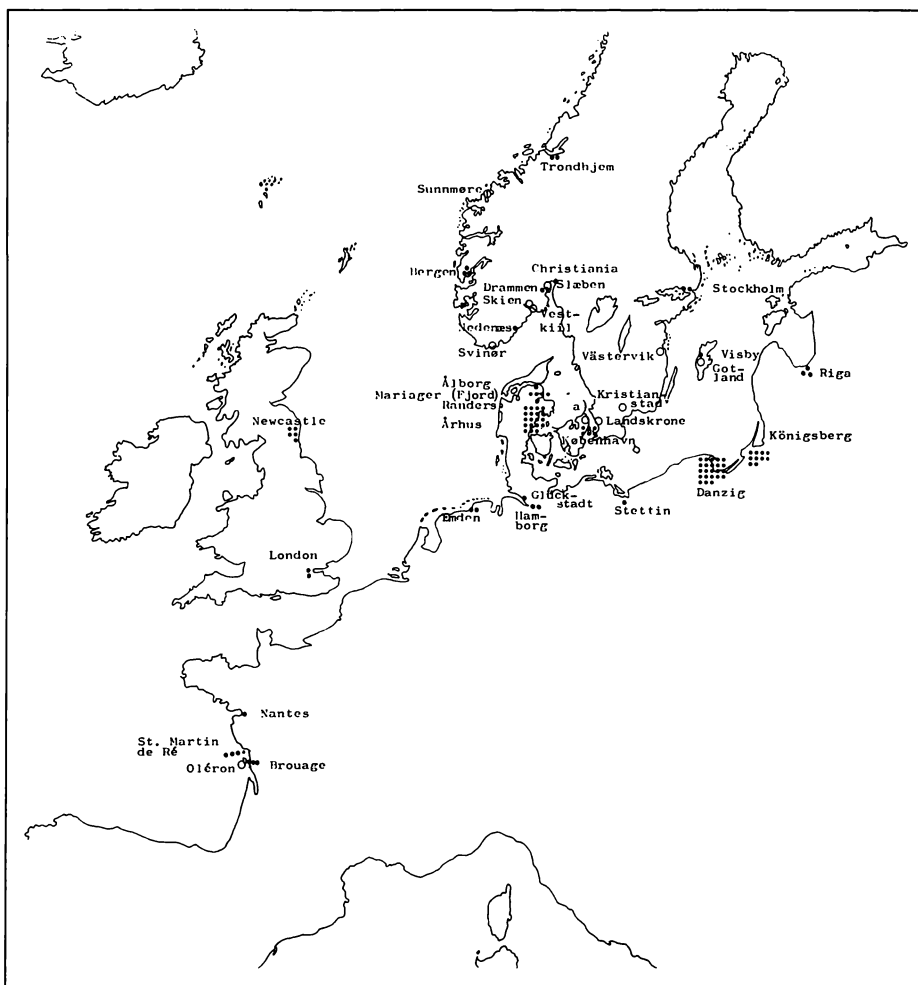 Trondhjem
Sunnmøre
Bergen
Christiania
Drammen
Slæben
Skien
Vest-
Nedenæs
Svinør
Stockholm
Västervik
Visby
Got-
land
Riga
Ålborg
Mariager (Fjord)
Randers
Århus
Kristian
stad
a
Landskrone
København
Königsberg
Newcastle
Danzig
Glück-
stadt
Stettin
Emden
Ham-
borg
London
Nantes
St. Martin
de Ré
Oléron
Brouage